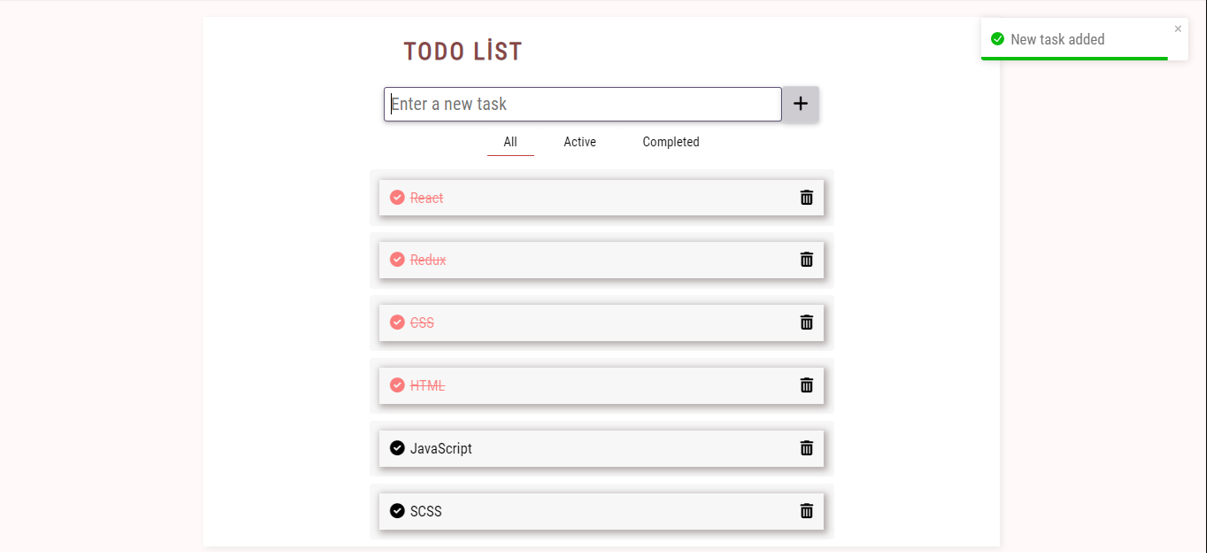 TODO LİST
New task added
Enter a new task
All Active Completed
React
Redux
CSS
HTML
JavaScript
SCSS